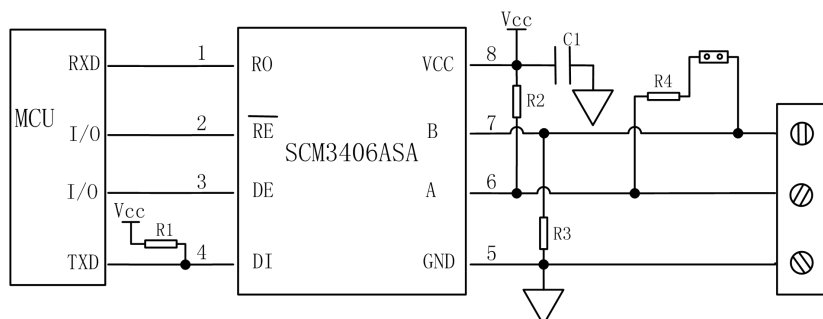 MCU
RXD
I/O
I/O
TXD
Vcc
R1
1
2
3
4
RO
RE
DE
DI
SCM3406ASA
VCC
B
A
GND
8
7
6
5
Vcc
C1
R2
R3
R4